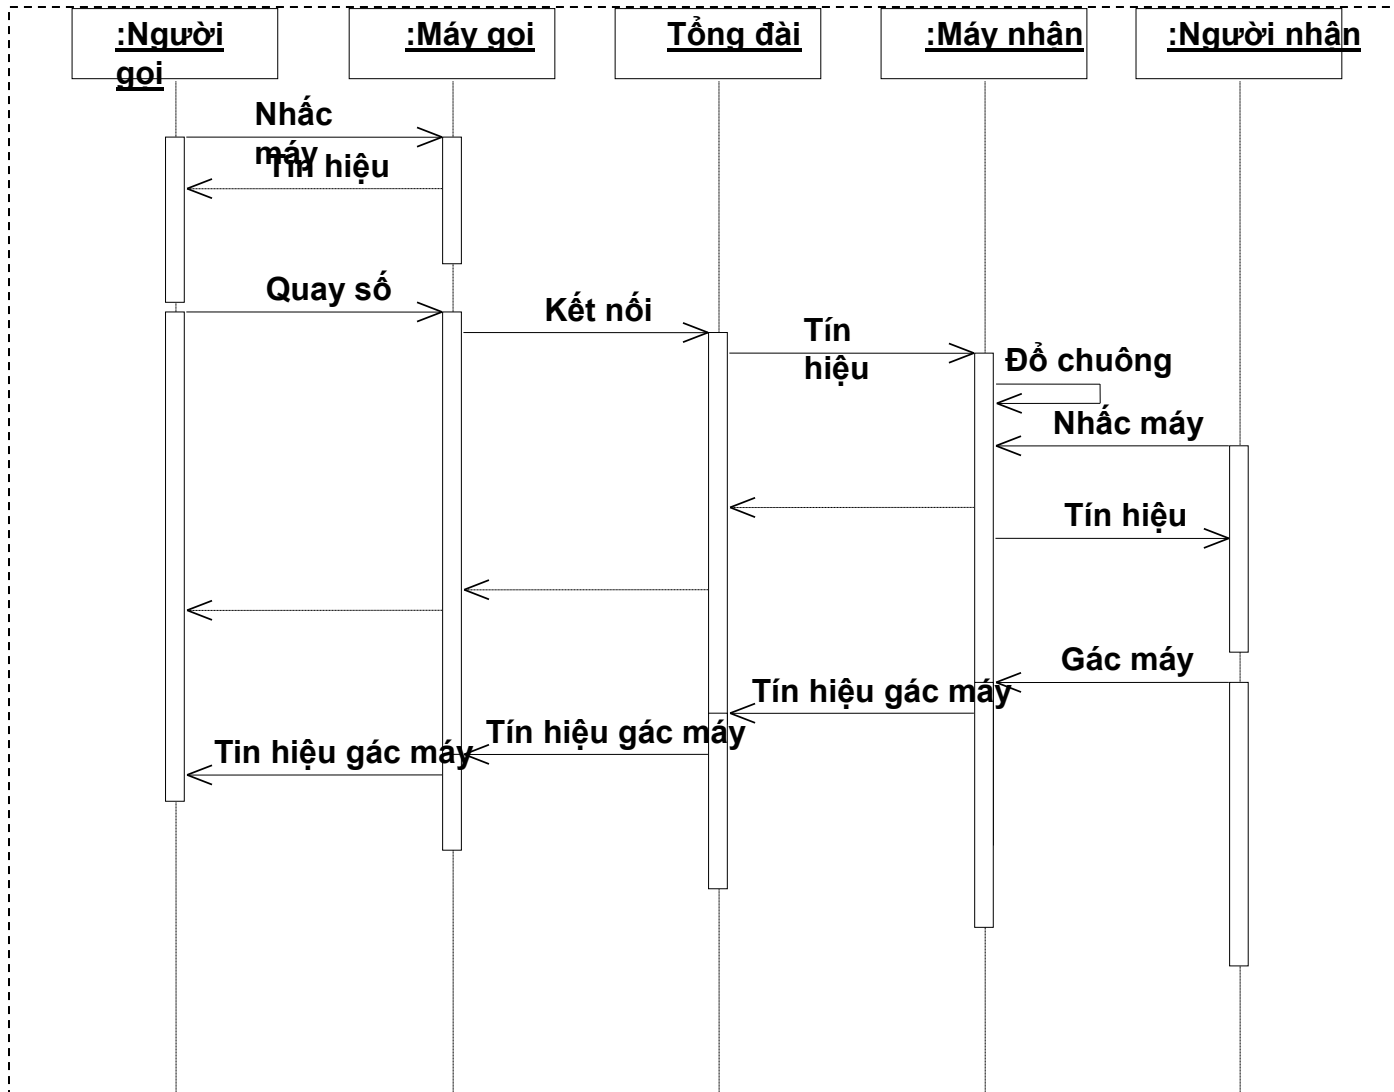 :Người
gọi
:Máy gọi
Tổng đài
:Máy nhận
:Người nhận
Nhấc
máy
Tín hiệu
Quay số
Kết nối
Tín
hiệu
Đổ chuông
Nhấc máy
Tín hiệu
Gác máy
Tín hiệu gác máy
Tín hiệu gác máy
Tin hiệu gác máy